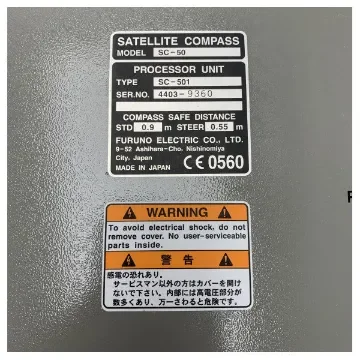 SATELLITE COMPASS
MODEL SC-50
PROCESSOR UNIT
TYPE SC-501
SER.NO. 4403-9360
COMPASS SAFE DISTANCE
STD 0.9 m STEER 0.55 m
FURUNO ELECTRIC CO., LTD.
9-52 Ashihara-Cho, Nishinomiya
City, Japan
MADE IN JAPAN CE 0560
WARNING
To avoid electrical shock, do not
remove cover. No user-serviceable
parts inside.
警告
感電の恐れあり。
サービスマン以外の方はカバーを開け
ないで下さい。内部には高電圧部分が
数多くあり、万一さわると危険です。